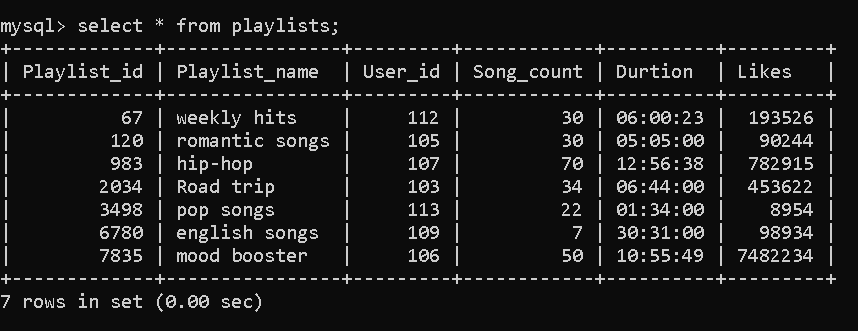 mysql> select * from playlists;
+-------------+----------------+---------+------------+----------+---------+
| Playlist_id | Playlist_name  | User_id | Song_count | Durtion  | Likes   |
+-------------+----------------+---------+------------+----------+---------+
|          67 | weekly hits    |     112 |         30 | 06:00:23 |  193526 |
|         120 | romantic songs |     105 |         30 | 05:05:00 |   90244 |
|         983 | hip-hop        |     107 |         70 | 12:56:38 |  782915 |
|        2034 | Road trip      |     103 |         34 | 06:44:00 |  453622 |
|        3498 | pop songs      |     113 |         22 | 01:34:00 |    8954 |
|        6780 | english songs  |     109 |          7 | 30:31:00 |   98934 |
|        7835 | mood booster   |     106 |         50 | 10:55:49 | 7482234 |
+-------------+----------------+---------+------------+----------+---------+
7 rows in set (0.00 sec)